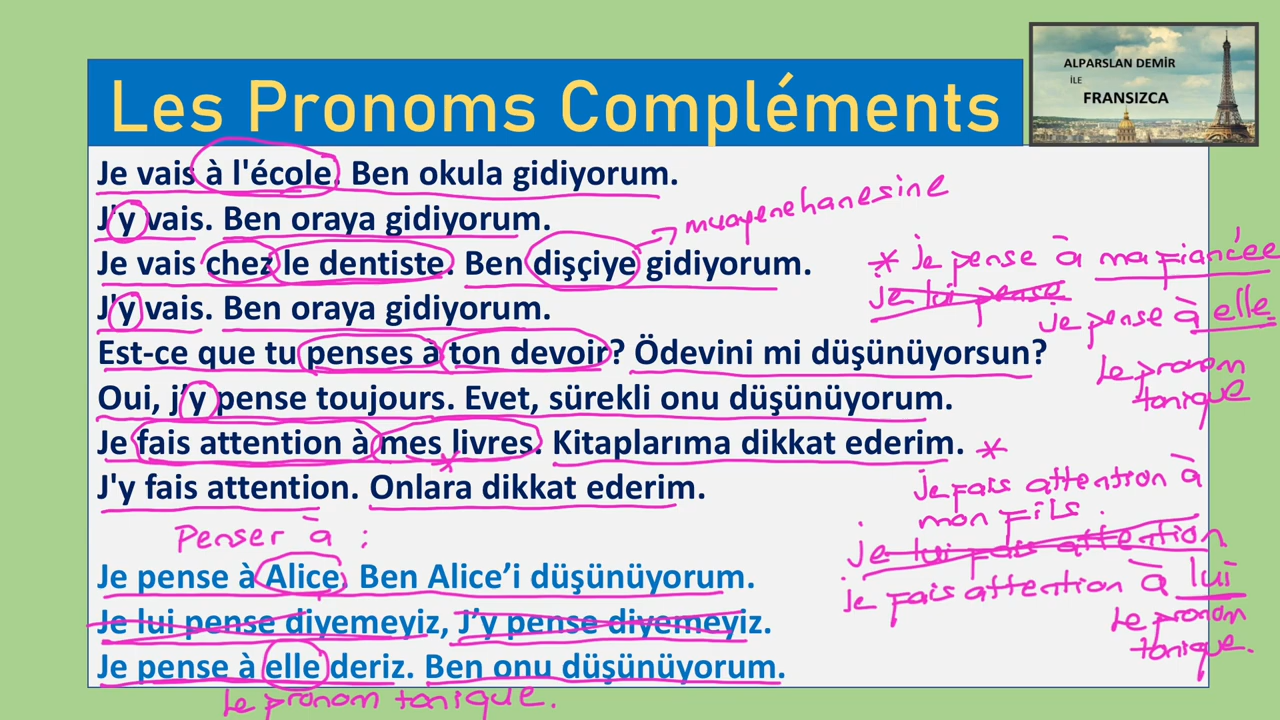 ALPARSLAN DEMİR
İLE
FRANSIZCA
Les Pronoms Compléments
Je vais à l'école. Ben okula gidiyorum.
J'y vais. Ben oraya gidiyorum.
muayenehanesine
Je vais chez le dentiste. Ben dişçiye gidiyorum.
* je pense à ma fiancée
je lui pense
J'y vais. Ben oraya gidiyorum.
je pense à elle
Est-ce que tu penses à ton devoir? Ödevini mi düşünüyorsun?
le pronom
tonique
Oui, j'y pense toujours. Evet, sürekli onu düşünüyorum.
Je fais attention à mes livres. Kitaplarıma dikkat ederim. *
*
J'y fais attention. Onlara dikkat ederim.
je fais attention à
mon fils.
Penser à :
je lui fais attention
Je pense à Alice. Ben Alice’i düşünüyorum.
je fais attention à lui
Je lui pense diyemeyiz, J’y pense diyemeyiz.
le pronom
tonique.
Je pense à elle deriz. Ben onu düşünüyorum.
le pronom tonique.